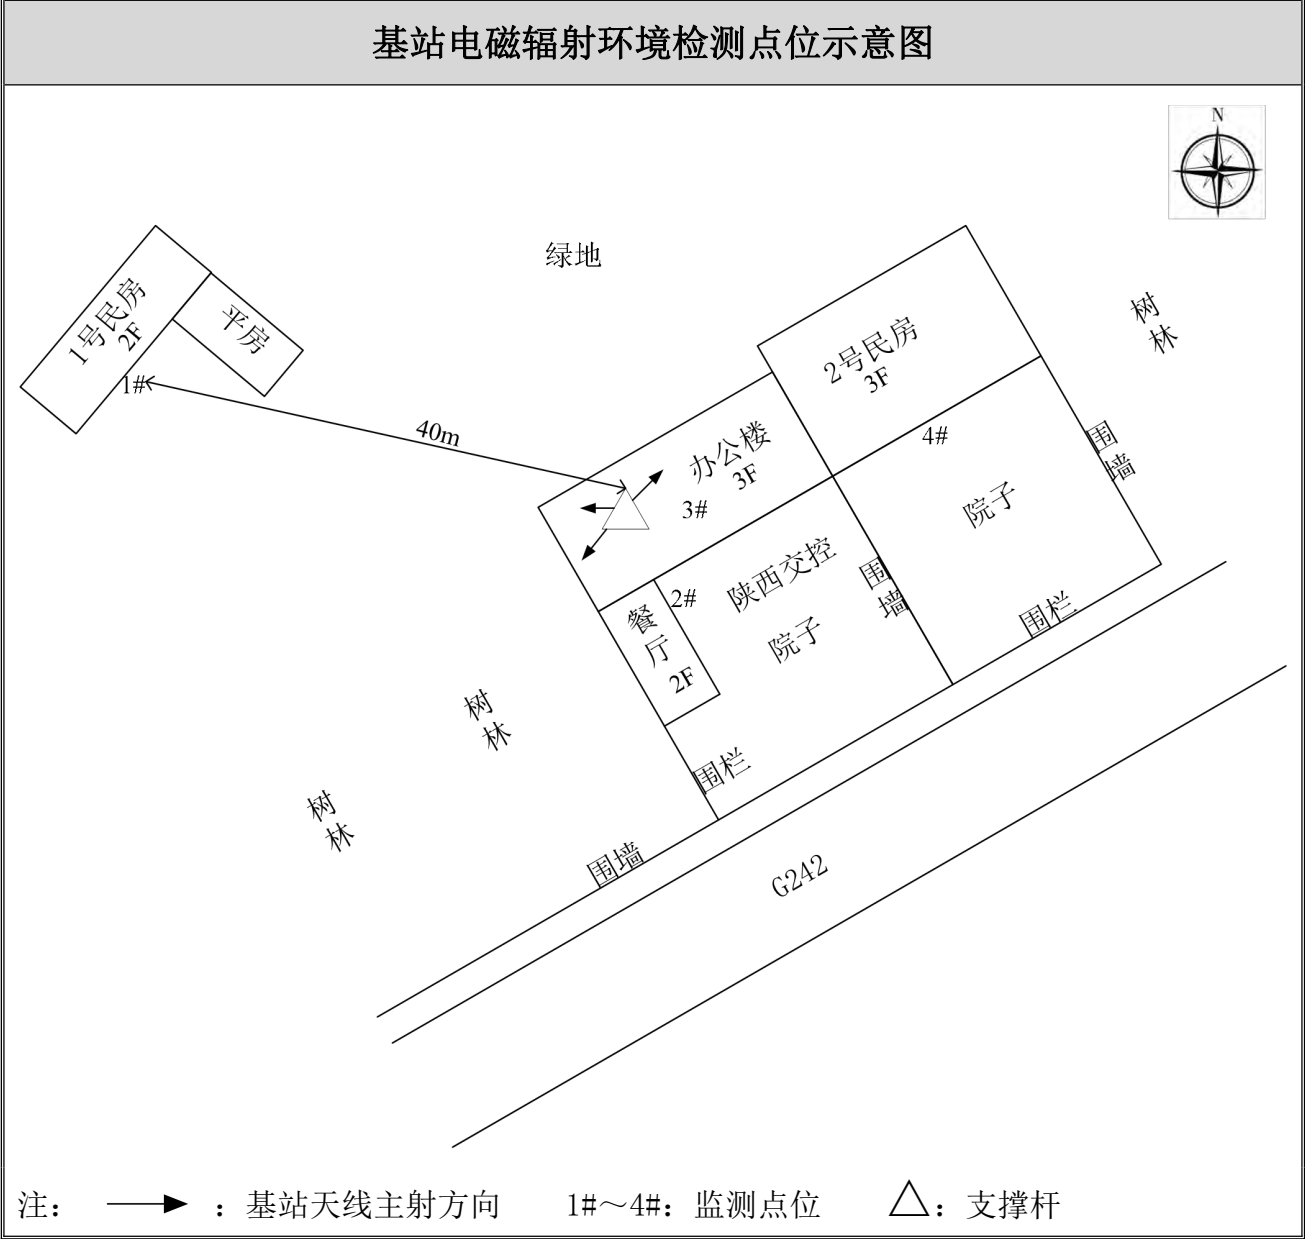 基站电磁辐射环境检测点位示意图
N
绿地
1号民房
2F
平房
1#
40m
2号民房
3F
树林
办公楼
3F
3#
4#
围墙
院子
陕西交控
院子
围墙
2#
餐厅
2F
围栏
树林
围栏
树林
围墙
G242
注： ：基站天线主射方向 1#～4#：监测点位 ：支撑杆